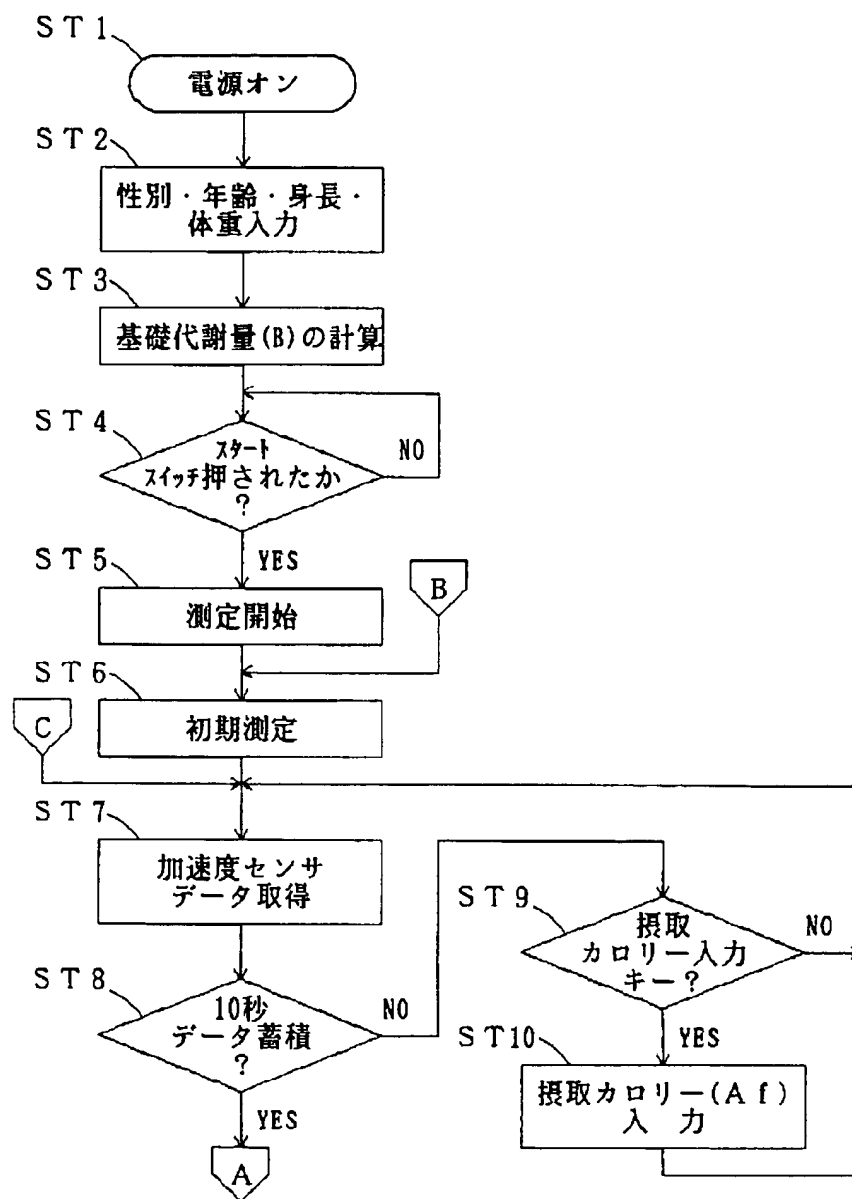 ST1
電源オン
ST2
性別・年齢・身長・
体重入力
ST3
基礎代謝量(B)の計算
ST4
スタート
スイッチ押されたか
?
NO
YES
ST5
測定開始
B
ST6
初期測定
C
ST7
加速度センサ
データ取得
ST8
10秒
データ蓄積
?
NO
YES
A
ST9
摂取
カロリー入力
キー?
NO
YES
ST10
摂取カロリー(Af)
入 力